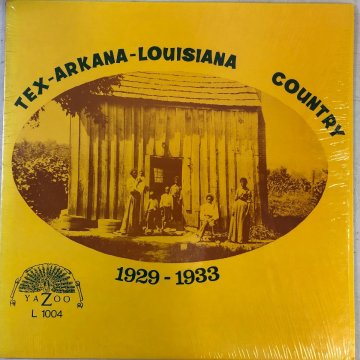 TEX-ARKANA-LOUISIANA COUNTRY
1929-1933
YAZOO
L 1004